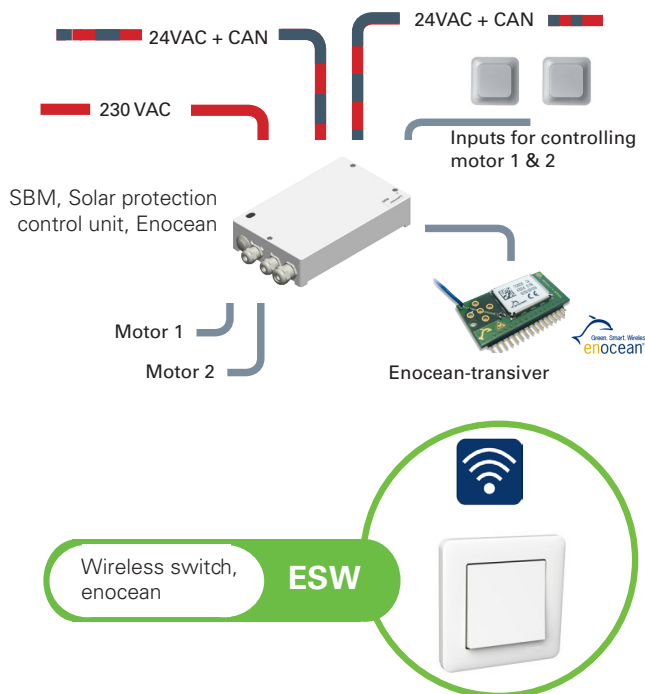 24VAC + CAN
24VAC + CAN
230 VAC
Inputs for controlling
motor 1 & 2
SBM, Solar protection
control unit, Enocean
Motor 1
Motor 2
Enocean-transiver
Green. Smart. Wireles
enocean
Wireless switch,
enocean
ESW